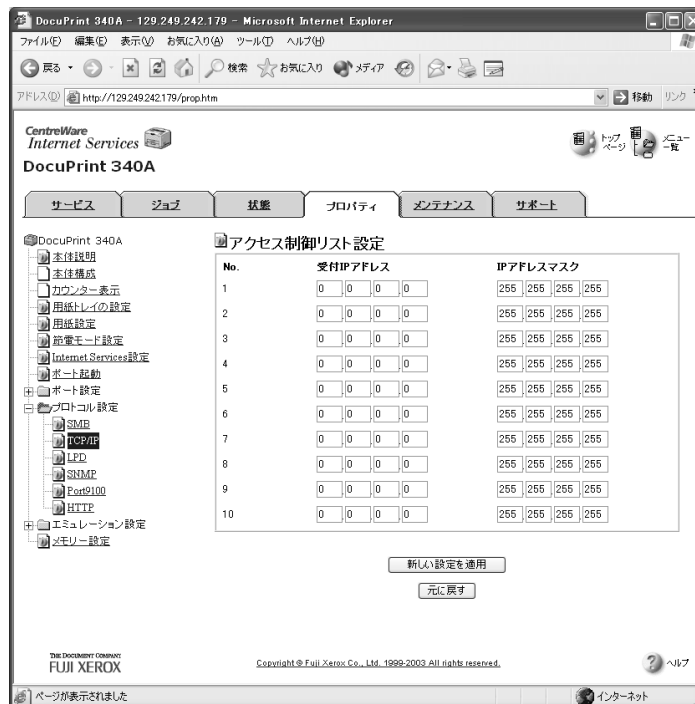 DocuPrint 340A - 129.249.242.179 - Microsoft Internet Explorer
ファイル(F) 編集(E) 表示(V) お気に入り(A) ツール(T) ヘルプ(H)
戻る 検索 お気に入り メディア
アドレス(D) http://129.249.242.179/prop.htm 移動 リンク
CentreWare
Internet Services
DocuPrint 340A
トップページ メニュー一覧
サービス ジョブ 状態 プロパティ メンテナンス サポート
DocuPrint 340A
本体説明
本体構成
カウンター表示
用紙トレイの設定
用紙設定
節電モード設定
Internet Services設定
ポート起動
ポート設定
プロトコル設定
SMB
TCP/IP
LPD
SNMP
Port9100
HTTP
エミュレーション設定
メモリー設定
アクセス制御リスト設定
No. 受付IPアドレス IPアドレスマスク
1 0 .0 .0 .0 255 .255 .255 .255
2 0 .0 .0 .0 255 .255 .255 .255
3 0 .0 .0 .0 255 .255 .255 .255
4 0 .0 .0 .0 255 .255 .255 .255
5 0 .0 .0 .0 255 .255 .255 .255
6 0 .0 .0 .0 255 .255 .255 .255
7 0 .0 .0 .0 255 .255 .255 .255
8 0 .0 .0 .0 255 .255 .255 .255
9 0 .0 .0 .0 255 .255 .255 .255
10 0 .0 .0 .0 255 .255 .255 .255
新しい設定を適用
元に戻す
THE DOCUMENT COMPANY
FUJI XEROX
Copyright © Fuji Xerox Co., Ltd. 1999-2003 All rights reserved.
ヘルプ
ページが表示されました インターネット